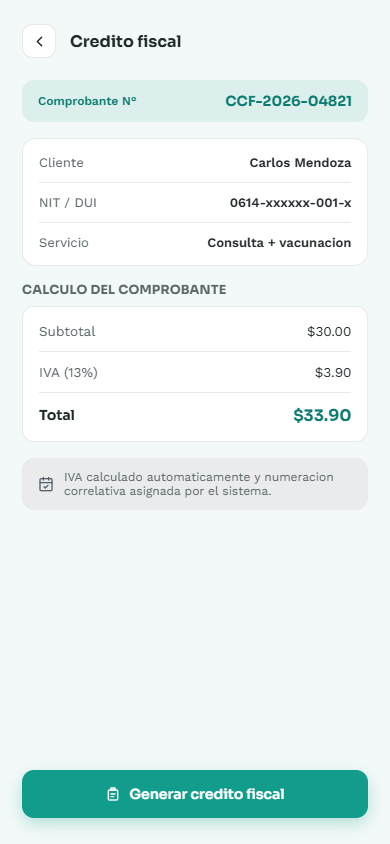 Credito fiscal
Comprobante Nº CCF-2026-04821
Cliente Carlos Mendoza
NIT / DUI 0614-xxxxxx-001-x
Servicio Consulta + vacunacion
CALCULO DEL COMPROBANTE
Subtotal $30.00
IVA (13%) $3.90
Total $33.90
IVA calculado automaticamente y numeracion
correlativa asignada por el sistema.
Generar credito fiscal